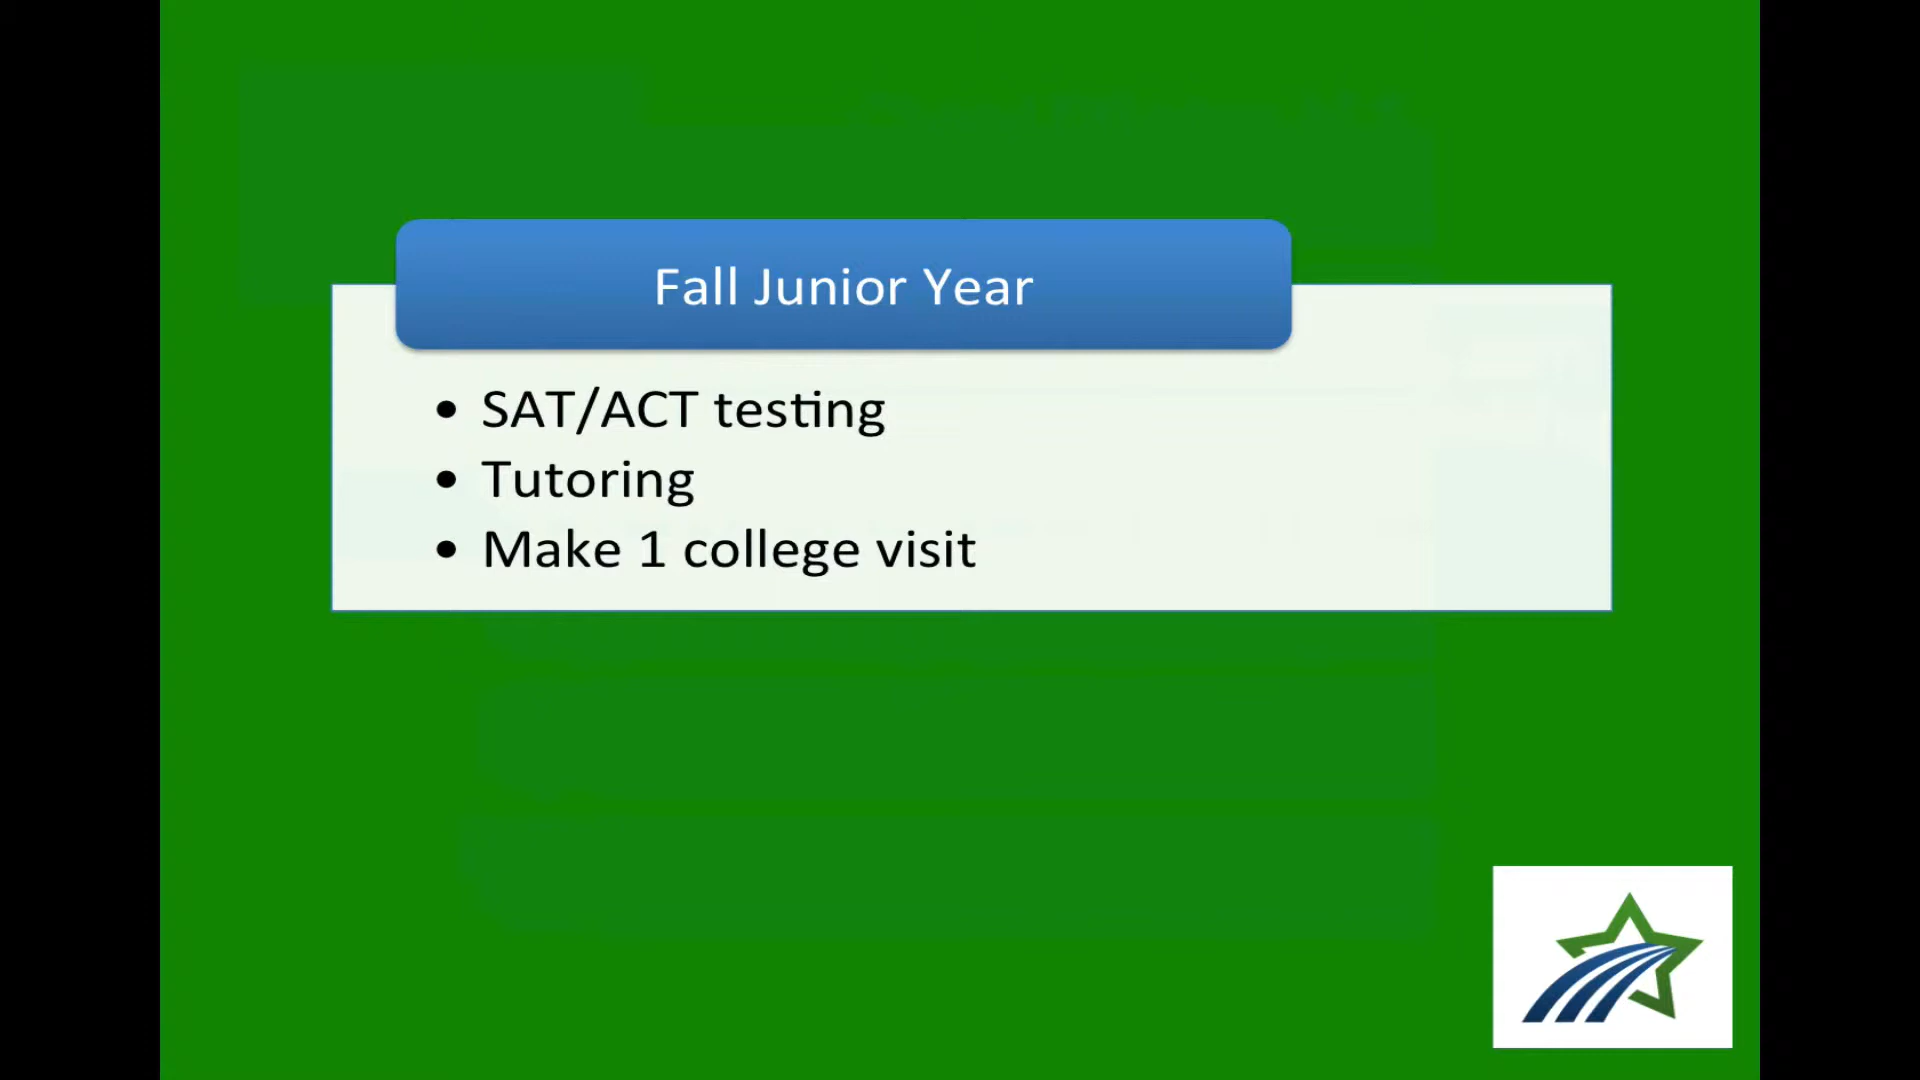 Fall Junior Year
• SAT/ACT testing
• Tutoring
• Make 1 college visit